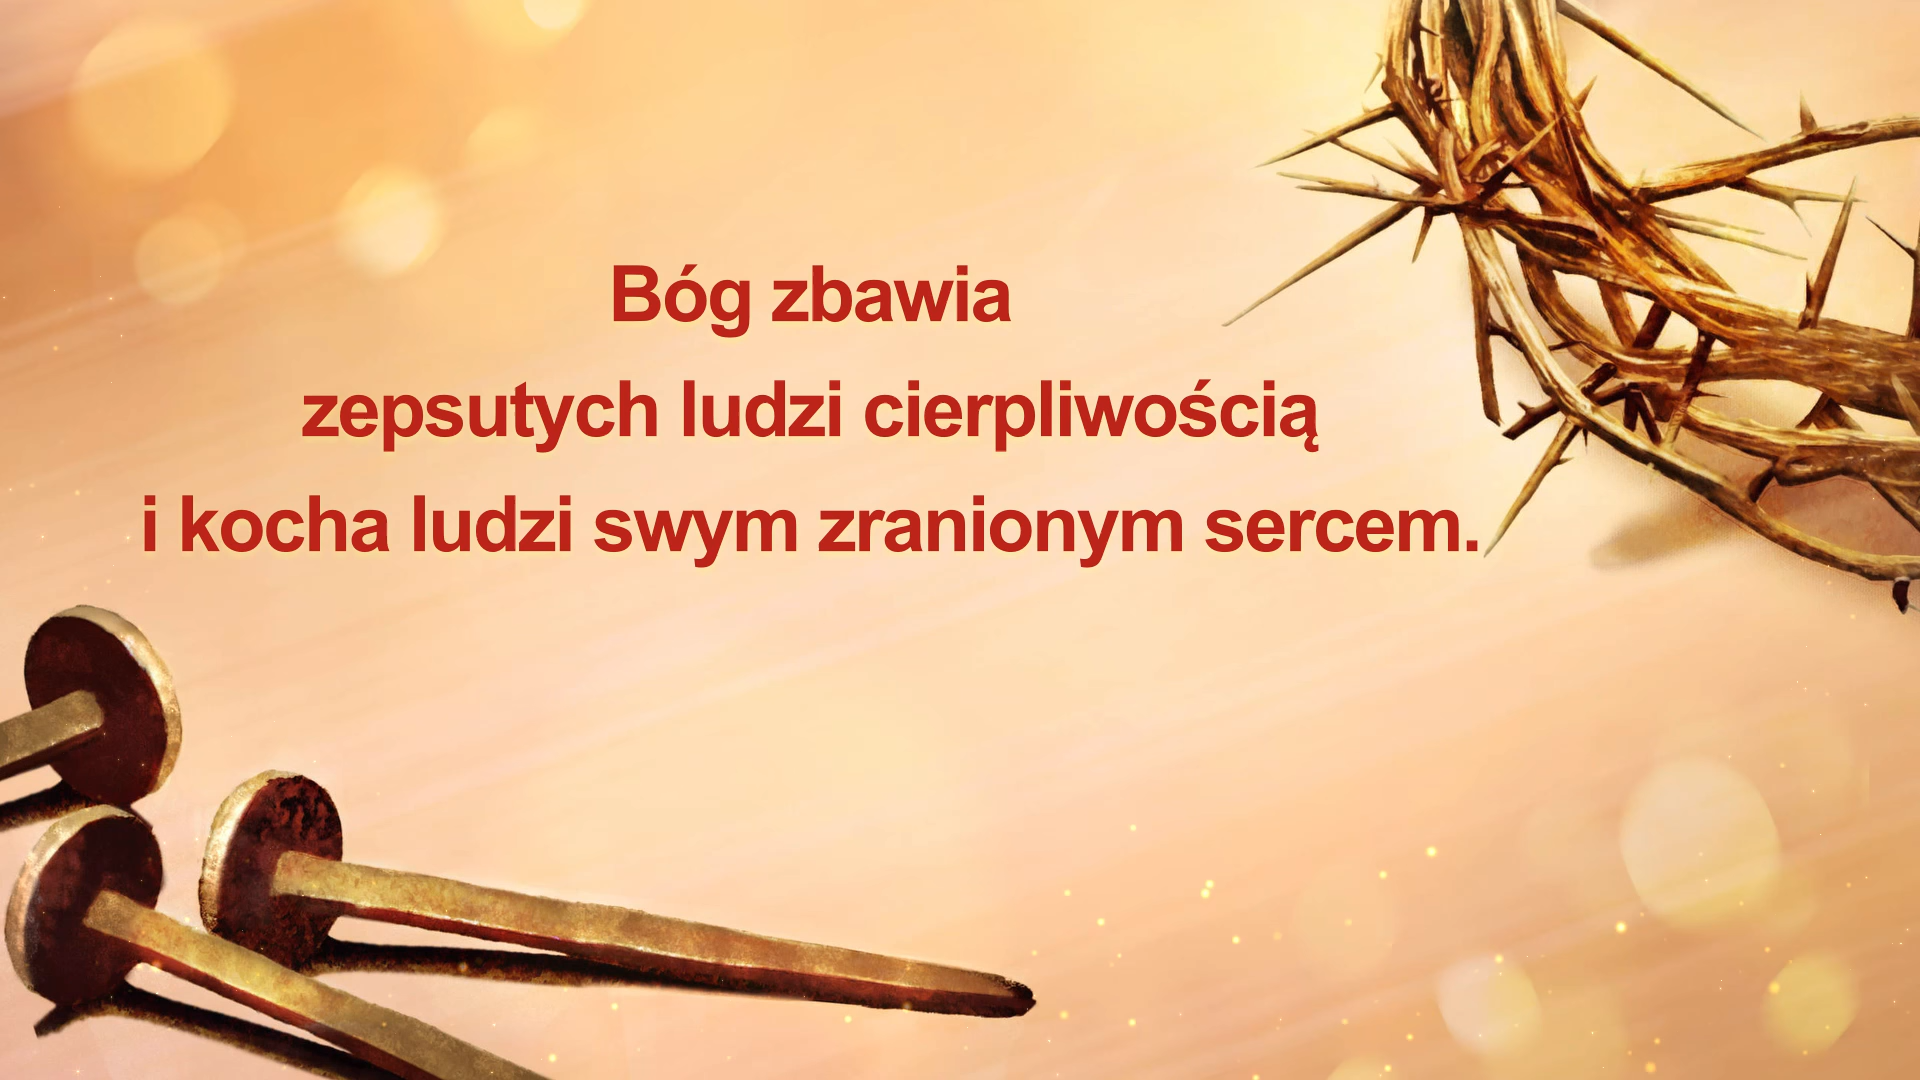 Bóg zbawia
zepsutych ludzi cierpliwością
i kocha ludzi swym zranionym sercem.